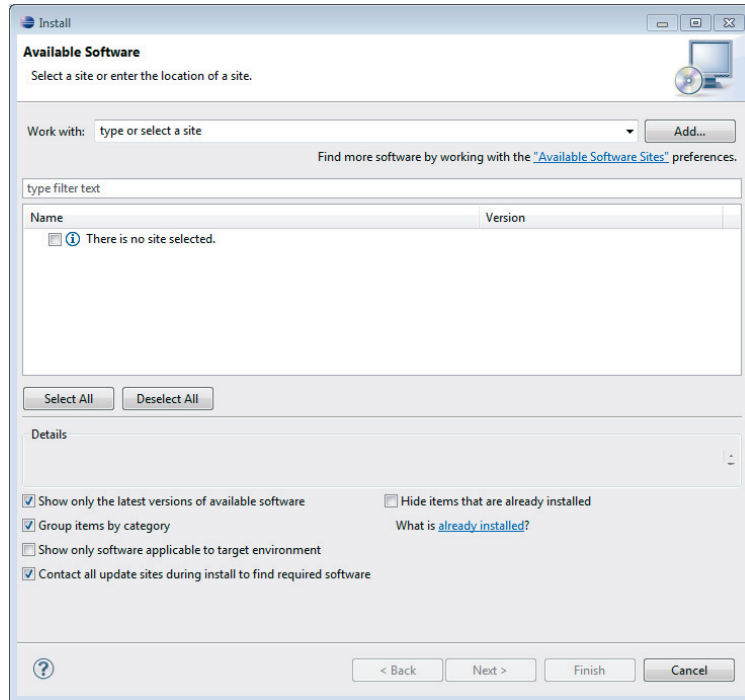 Install
Available Software
Select a site or enter the location of a site.
Work with: type or select a site Add...
Find more software by working with the "Available Software Sites" preferences.
type filter text
Name Version
There is no site selected.
Select All Deselect All
Details
Show only the latest versions of available software Hide items that are already installed
Group items by category What is already installed?
Show only software applicable to target environment
Contact all update sites during install to find required software
? < Back Next > Finish Cancel